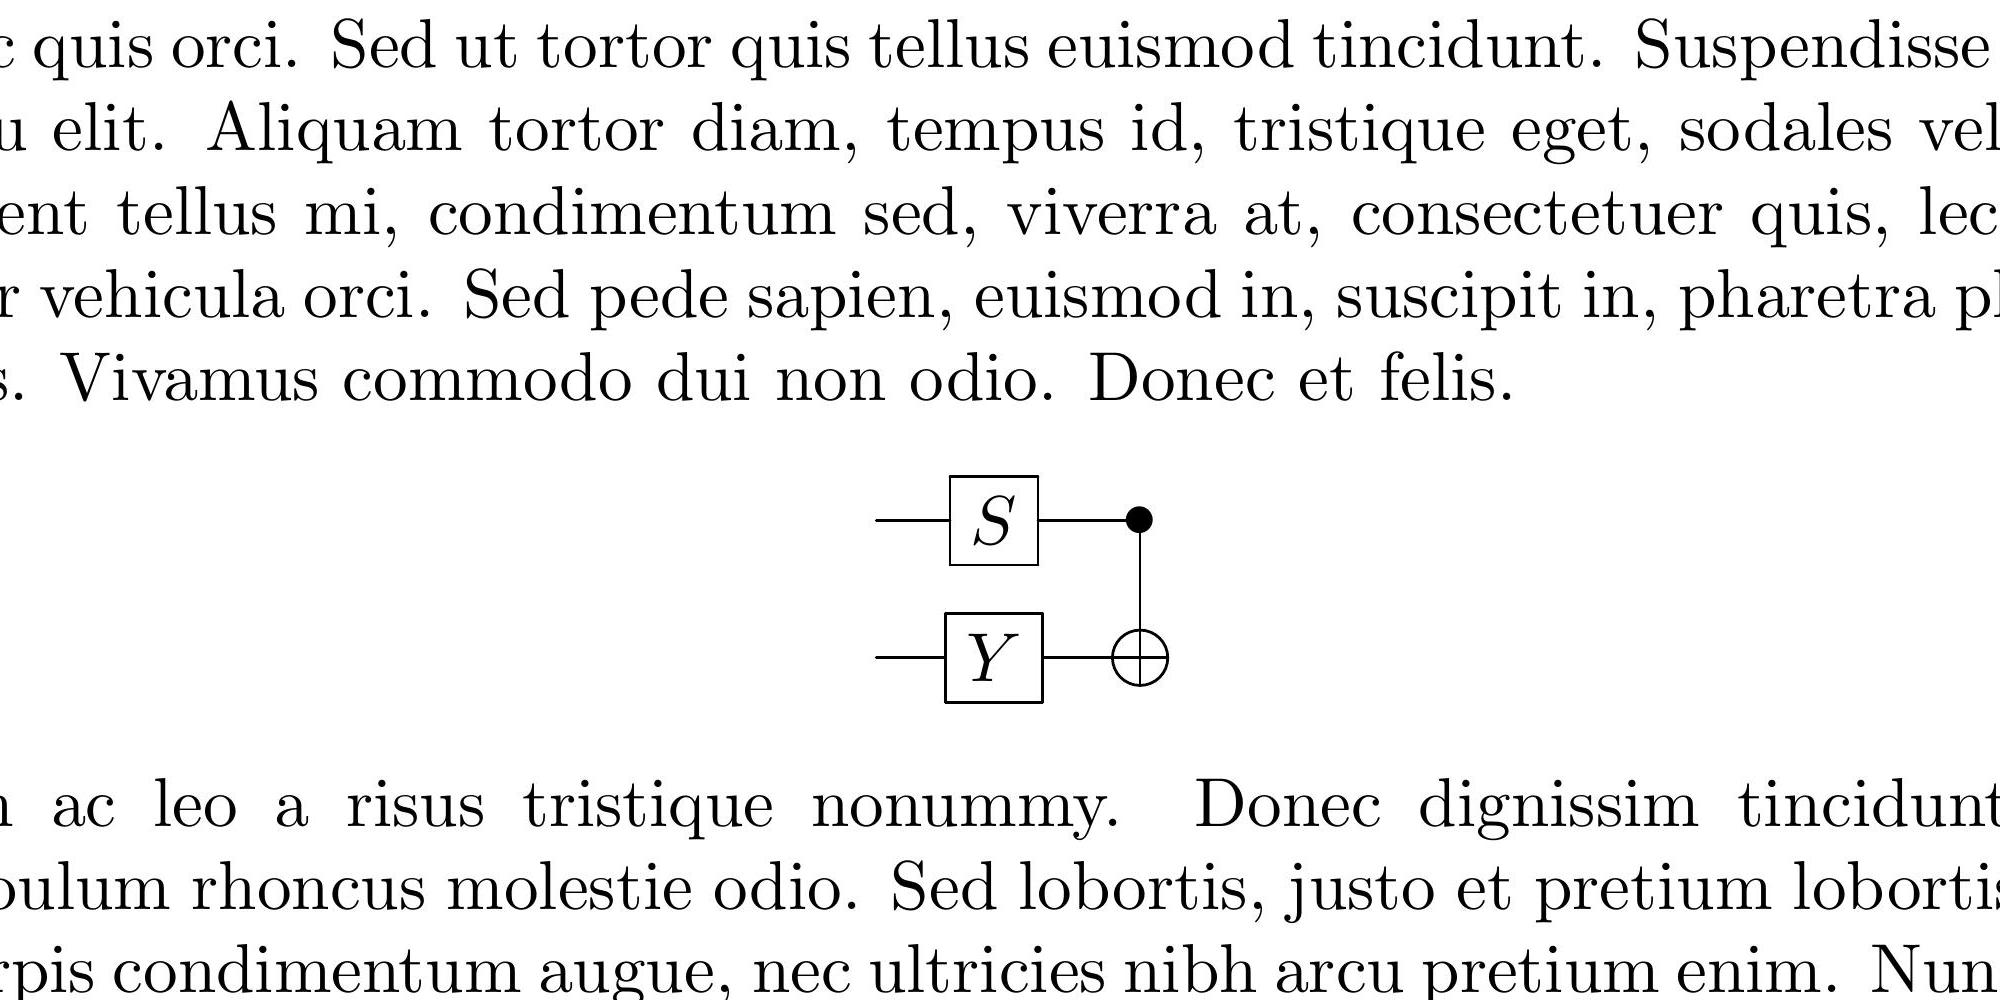 quis orci. Sed ut tortor quis tellus euismod tincidunt. Suspendisse
u elit. Aliquam tortor diam, tempus id, tristique eget, sodales vel
ent tellus mi, condimentum sed, viverra at, consectetuer quis, lec
r vehicula orci. Sed pede sapien, euismod in, suscipit in, pharetra
s. Vivamus commodo dui non odio. Donec et felis.
S
Y
ac leo a risus tristique nonummy. Donec dignissim tincidunt
bulum rhoncus molestie odio. Sed lobortis, justo et pretium lobortis
rpis condimentum augue, nec ultricies nibh arcu pretium enim. Nun